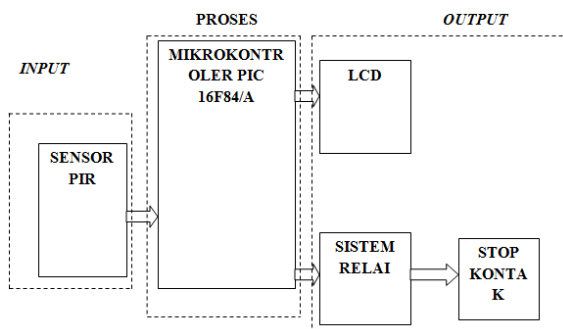 PROSES
OUTPUT
INPUT
MIKROKONTR
OLER PIC
16F84/A
LCD
SENSOR
PIR
SISTEM
RELAI
STOP
KONTA
K